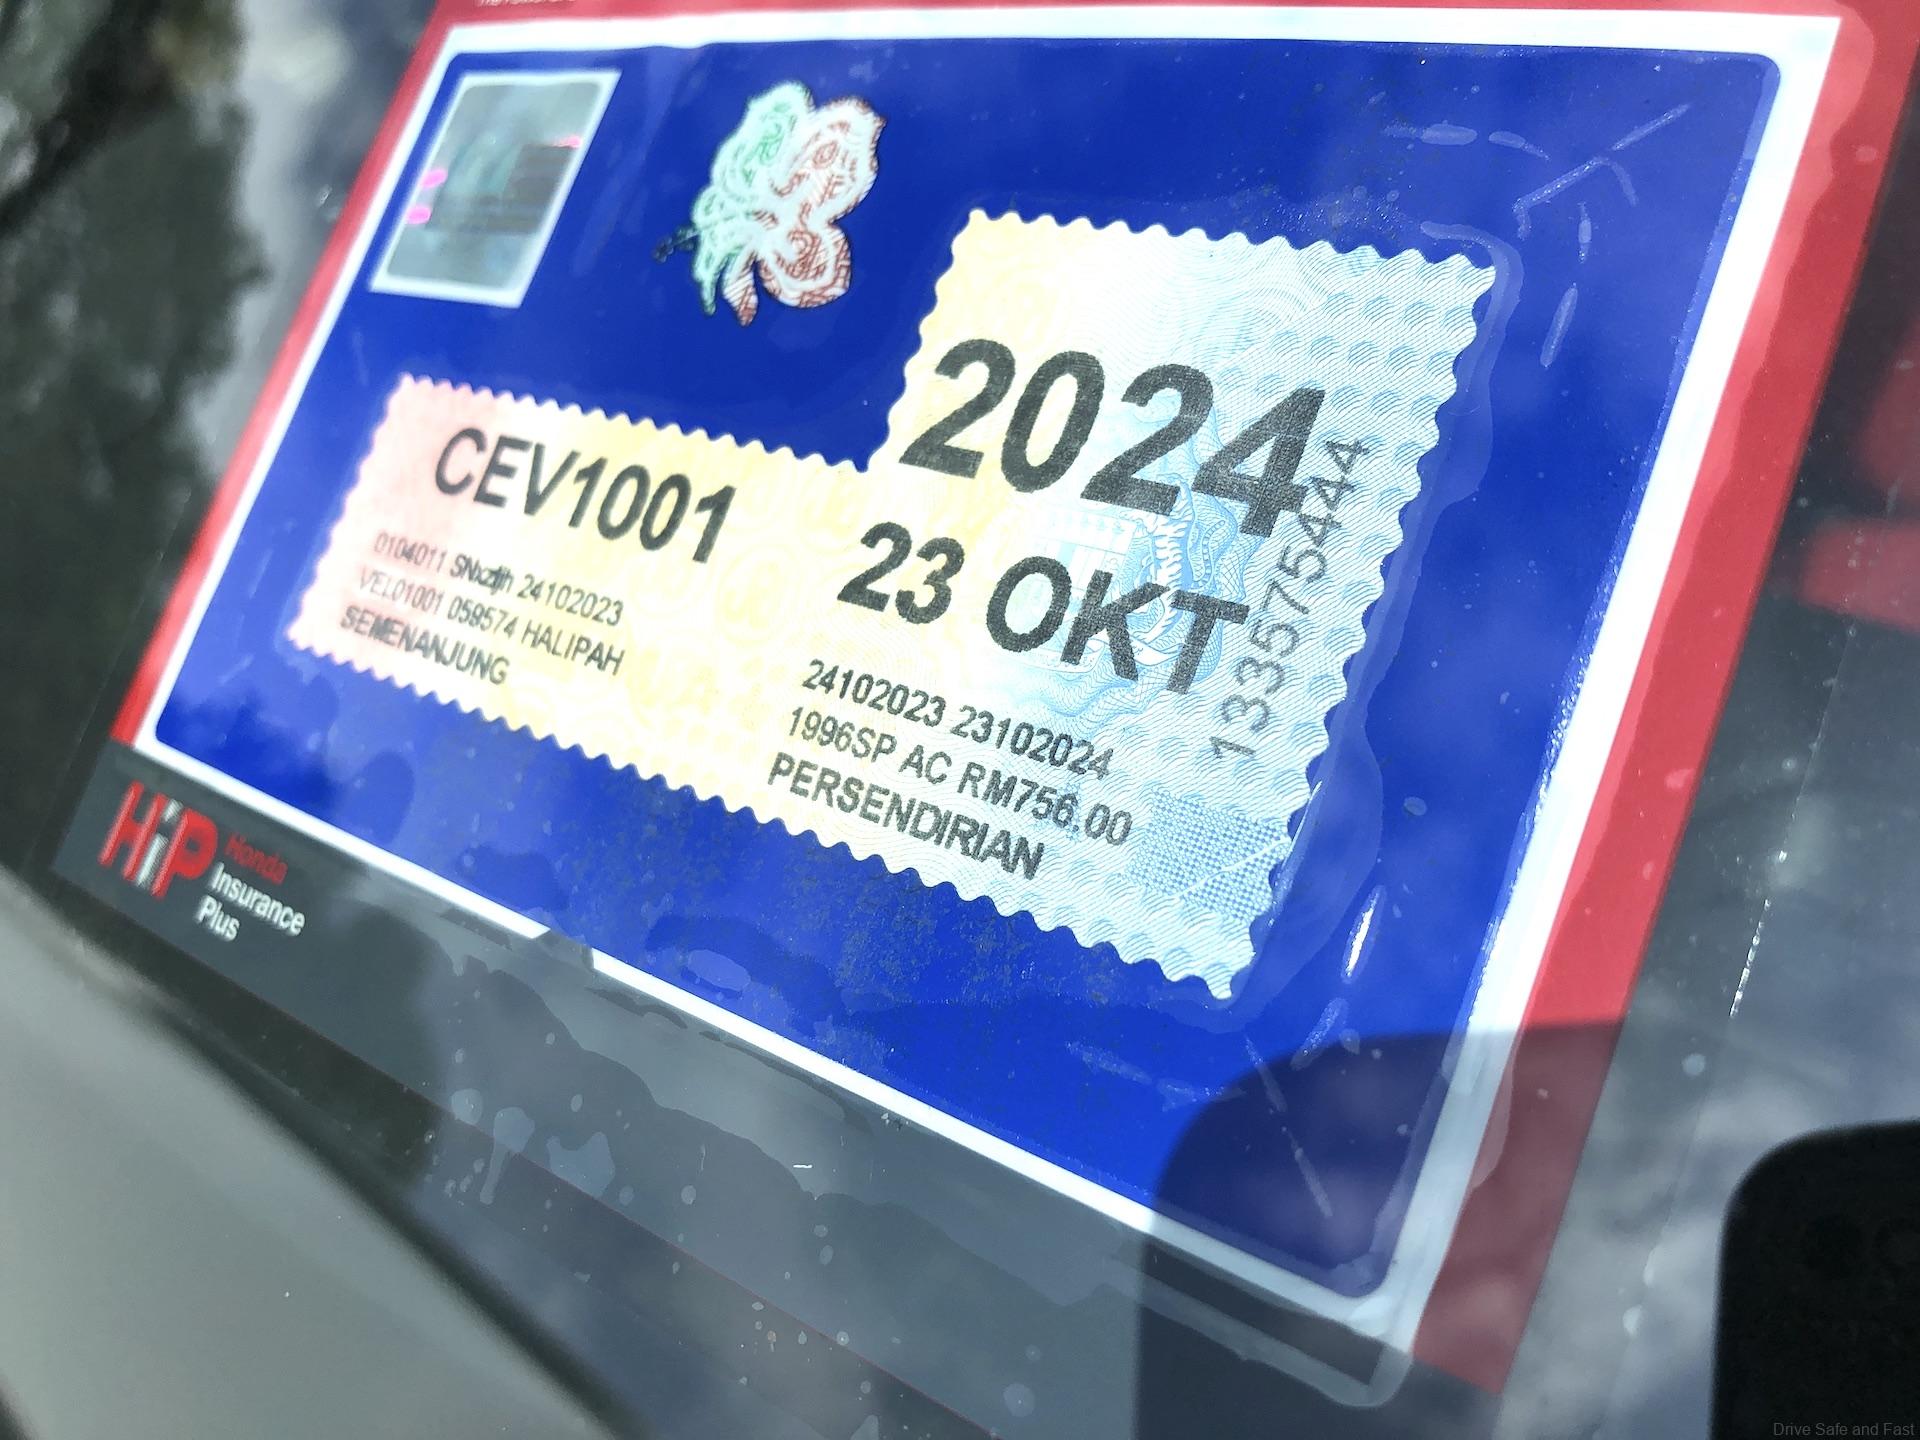 2024
23 OKT
1335754444
CEV1001
0104011 24102023
VEL01001 059574 HALIPAH
SEMENANJUNG
24102023 23102024
1996SP AC RM756.00
PERSENDIRIAN
HiP Honda
Insurance
Plus
Drive Safe and Fast